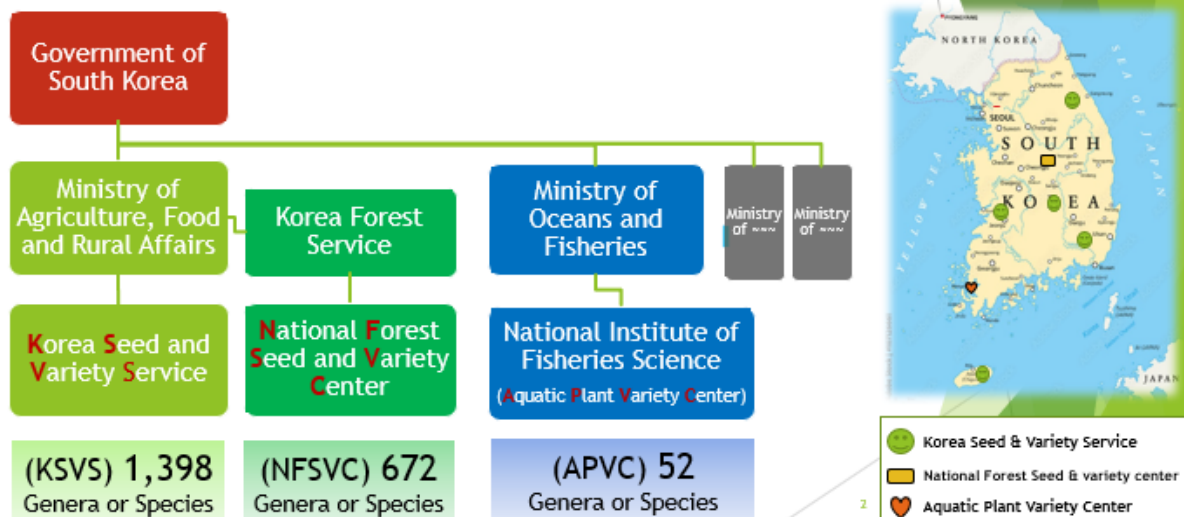 Government of
South Korea
Ministry of
Agriculture, Food
and Rural Affairs
Korea Forest
Service
Ministry of
Oceans and
Fisheries
Ministry
of ~~~
Ministry
of ~~~
Korea Seed and
Variety Service
National Forest
Seed and Variety
Center
National Institute of
Fisheries Science
(Aquatic Plant Variety Center)
(KSVS) 1,398
Genera or Species
(NFSVC) 672
Genera or Species
(APVC) 52
Genera or Species
NORTH KOREA
SEOUL
SOUTH
KOREA
YELLOW SEA
SEA OF JAPAN
JAPAN
Korea Seed & Variety Service
National Forest Seed & variety center
Aquatic Plant Variety Center
2